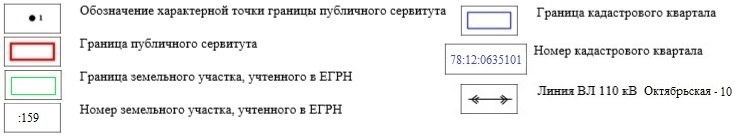 1 Обозначение характерной точки границы публичного сервитута
Граница публичного сервитута
Граница земельного участка, учтенного в ЕГРН
:159 Номер земельного участка, учтенного в ЕГРН
Граница кадастрового квартала
78:12:0635101 Номер кадастрового квартала
Линия ВЛ 110 кВ Октябрьская - 10